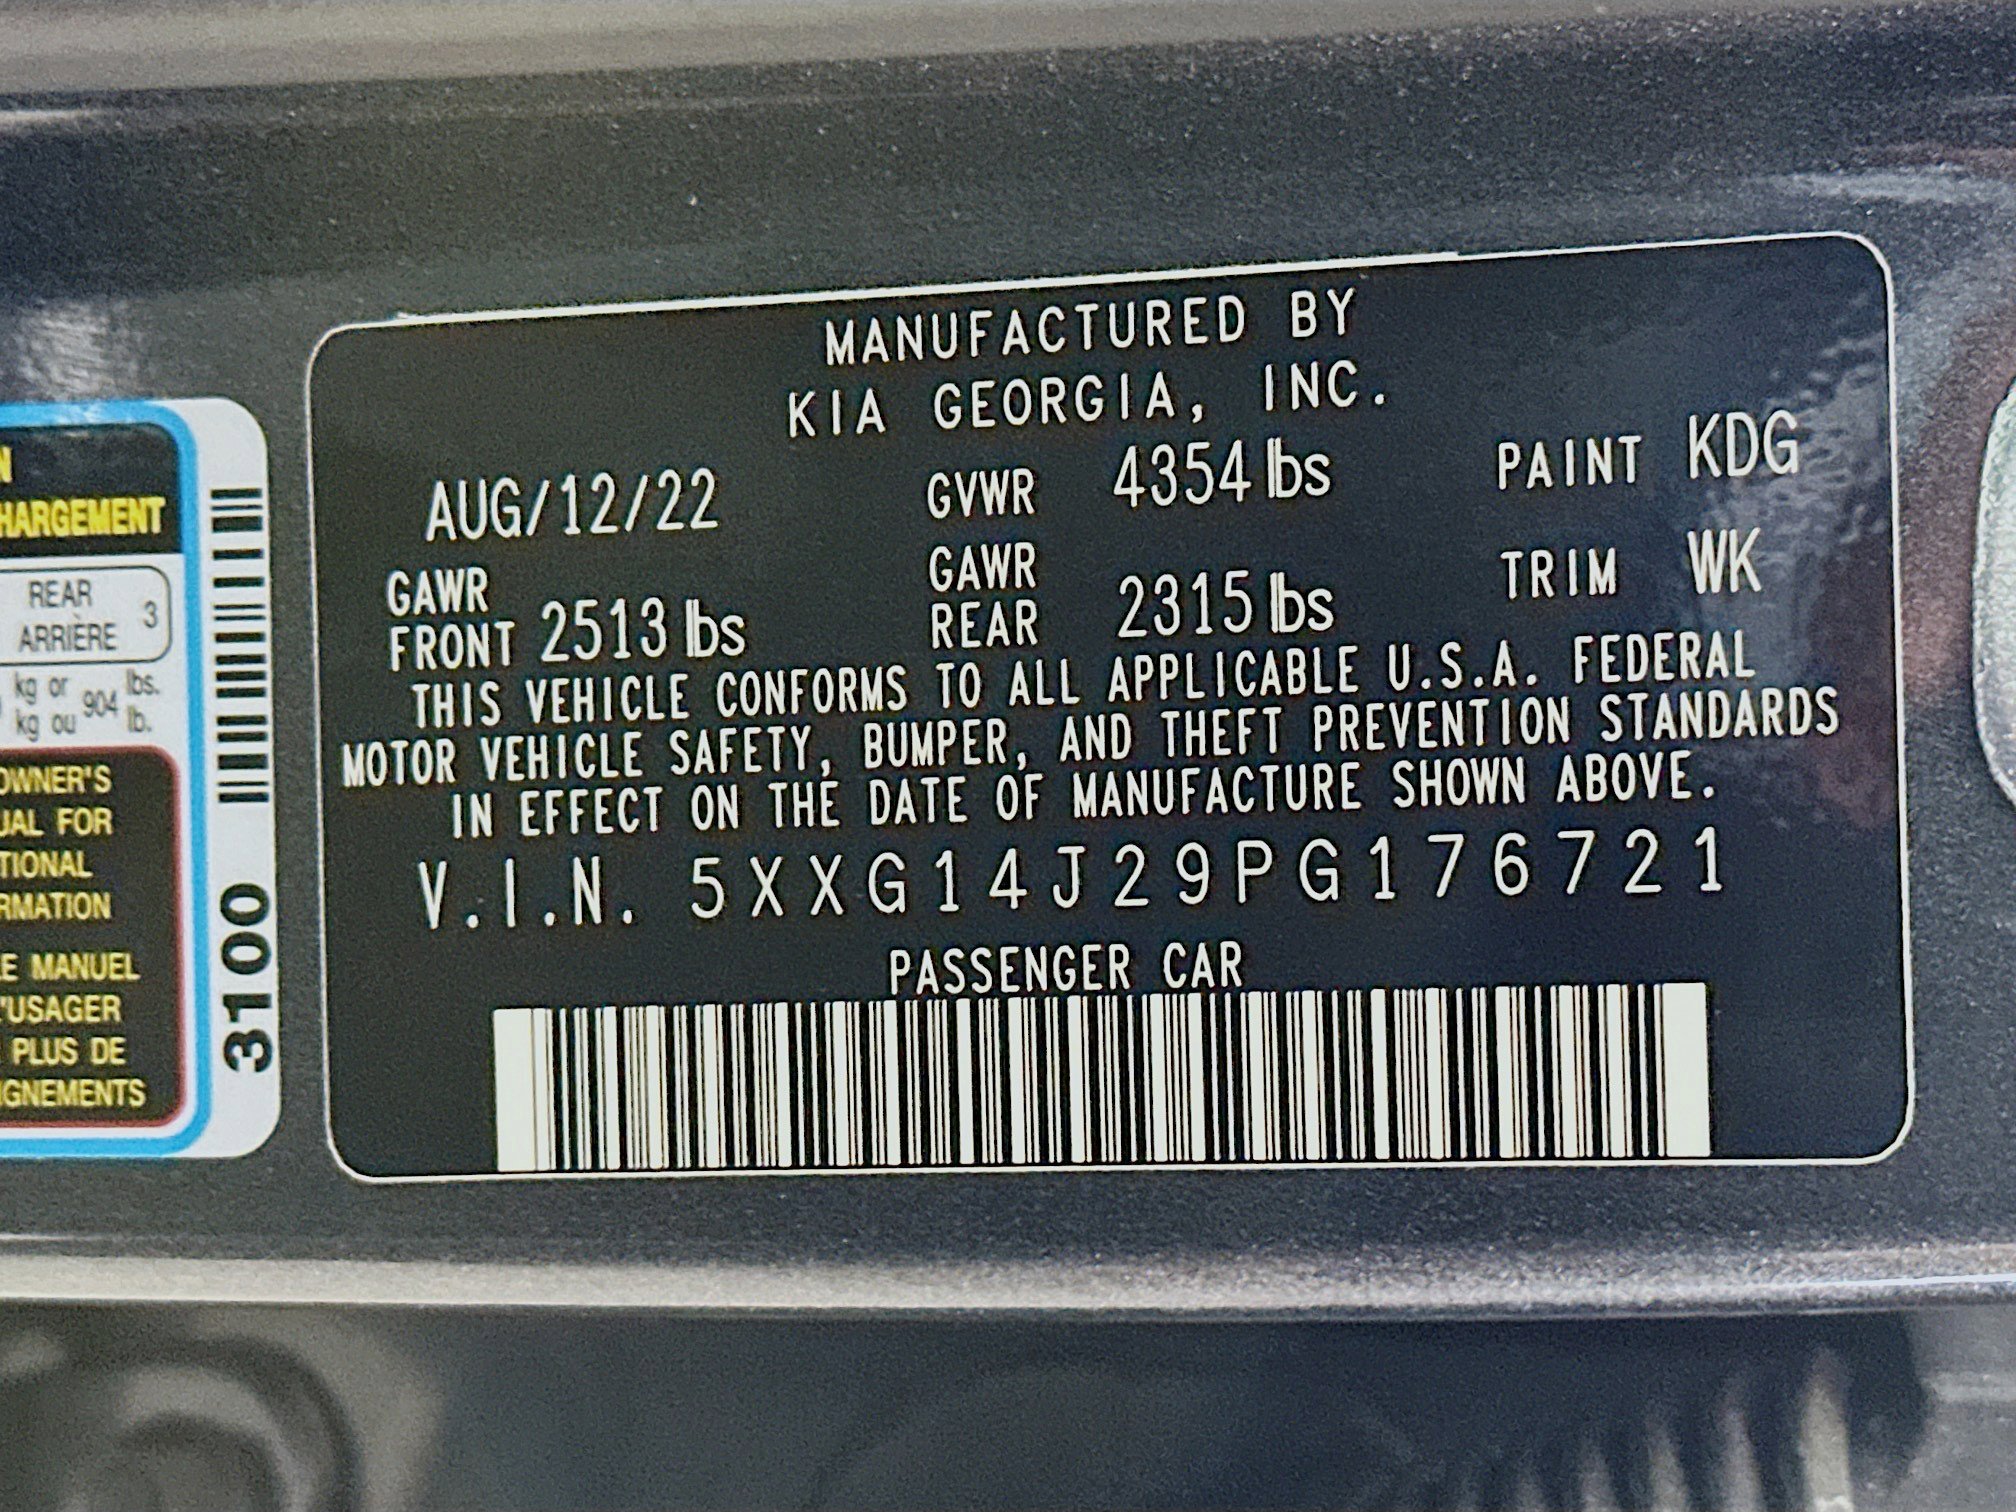 MANUFACTURED BY
KIA GEORGIA, INC.
AUG/12/22 GVWR 4354 lbs PAINT KDG
GAWR FRONT 2513 lbs GAWR REAR 2315 lbs TRIM WK
THIS VEHICLE CONFORMS TO ALL APPLICABLE U.S.A. FEDERAL
MOTOR VEHICLE SAFETY, BUMPER, AND THEFT PREVENTION STANDARDS
IN EFFECT ON THE DATE OF MANUFACTURE SHOWN ABOVE.
V.I.N. 5XXG14J29PG176721
PASSENGER CAR
N
HARGEMENT
REAR
ARRIÈRE 3
kg or 904 lbs.
kg ou lb.
OWNER'S
UAL FOR
TIONAL
RMATION
LE MANUEL
L'USAGER
PLUS DE
IGNEMENTS
3100